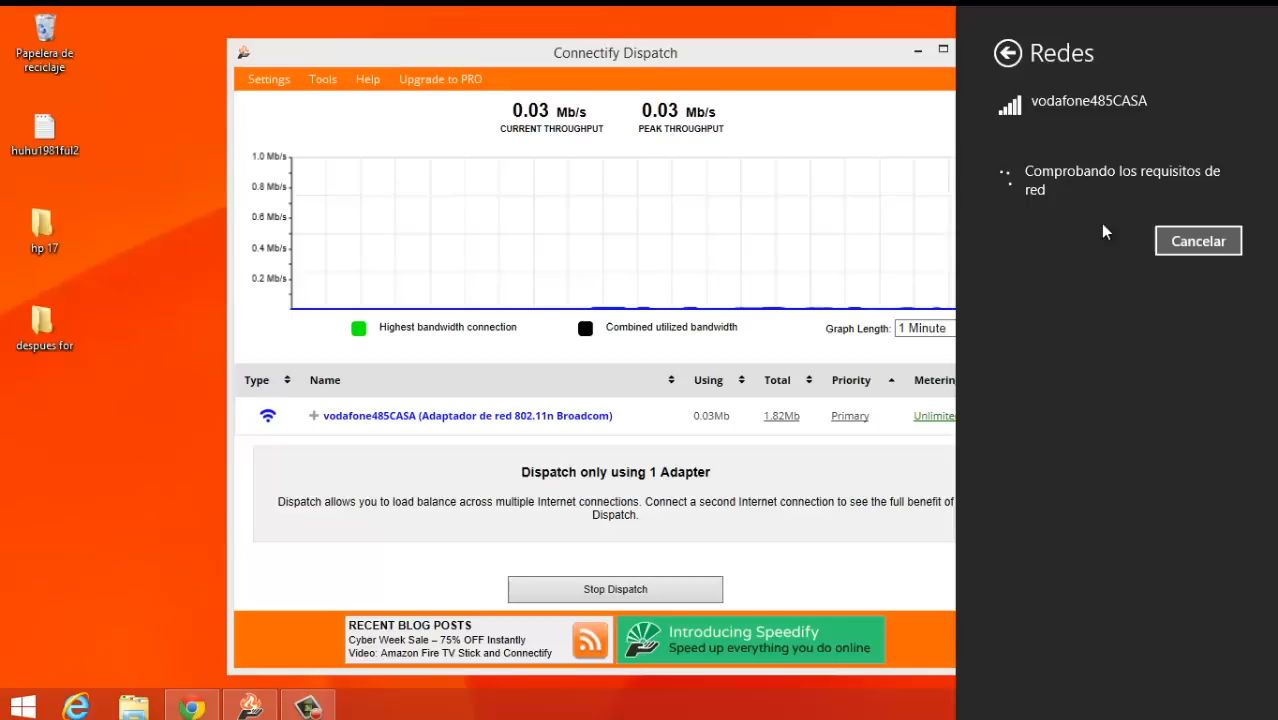 Papelera de
reciclaje
huhu1981ful2
hp 17
despues for
Connectify Dispatch
Settings Tools Help Upgrade to PRO
0.03 Mb/s
CURRENT THROUGHPUT
0.03 Mb/s
PEAK THROUGHPUT
1.0 Mb/s
0.8 Mb/s
0.6 Mb/s
0.4 Mb/s
0.2 Mb/s
Highest bandwidth connection
Combined utilized bandwidth
Graph Length: 1 Minute
Type Name Using Total Priority Meterin
vodafone485CASA (Adaptador de red 802.11n Broadcom) 0.03Mb 1.82Mb Primary Unlimite
Dispatch only using 1 Adapter
Dispatch allows you to load balance across multiple Internet connections. Connect a second Internet connection to see the full benefit of
Dispatch.
Stop Dispatch
RECENT BLOG POSTS
Cyber Week Sale – 75% OFF Instantly
Video: Amazon Fire TV Stick and Connectify
Introducing Speedify
Speed up everything you do online
Redes
vodafone485CASA
Comprobando los requisitos de
red
Cancelar